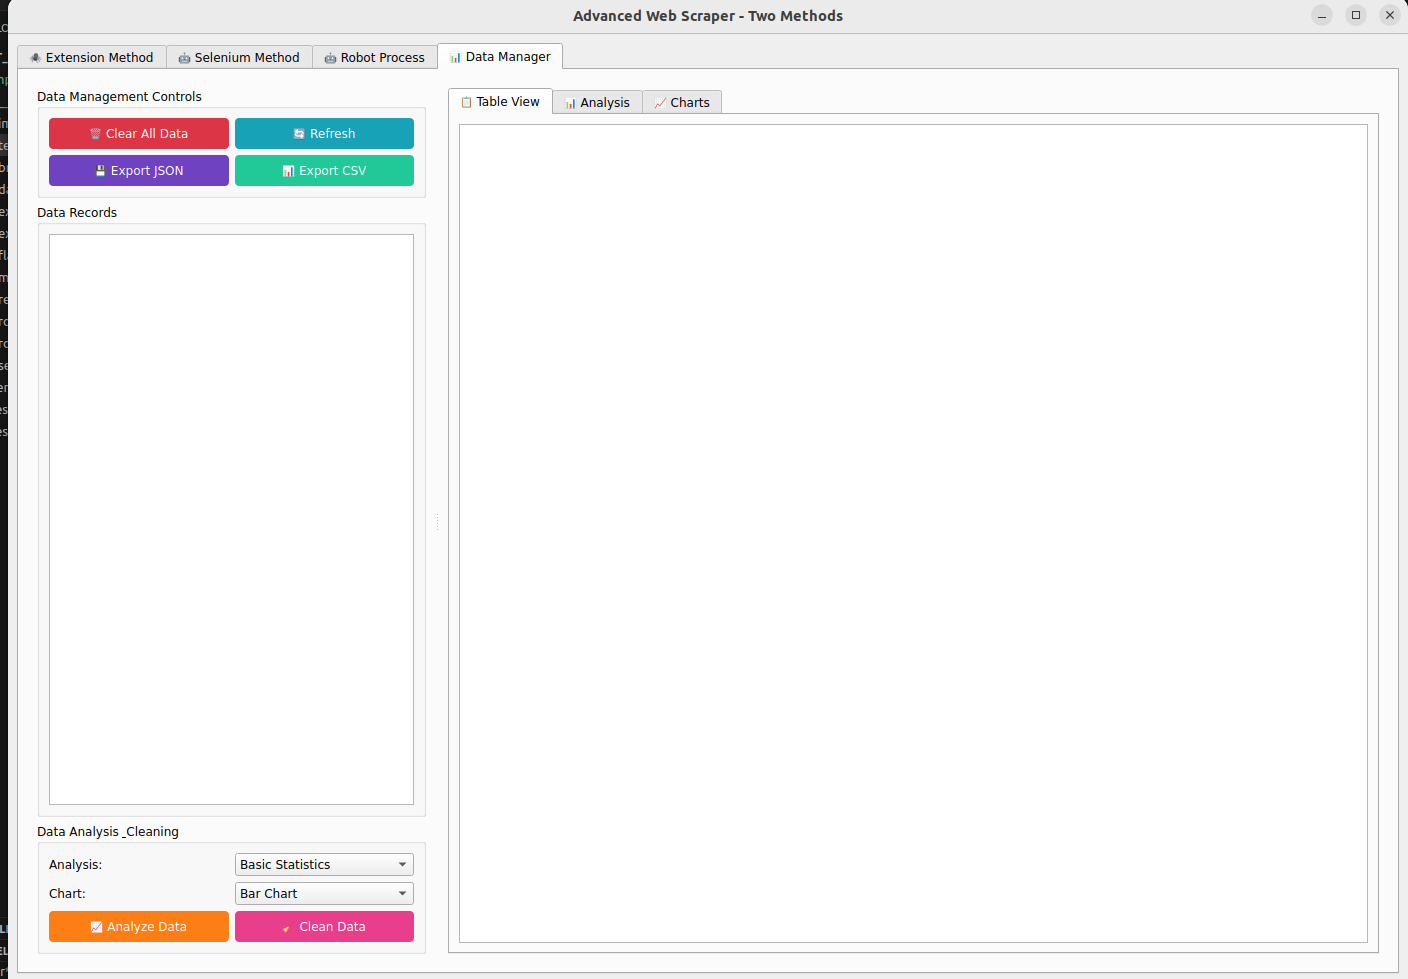 Advanced Web Scraper - Two Methods
Extension Method
Selenium Method
Robot Process
Data Manager
Data Management Controls
Clear All Data
Refresh
Export JSON
Export CSV
Data Records
Data Analysis _Cleaning
Analysis:
Basic Statistics
Chart:
Bar Chart
Analyze Data
Clean Data
Table View
Analysis
Charts